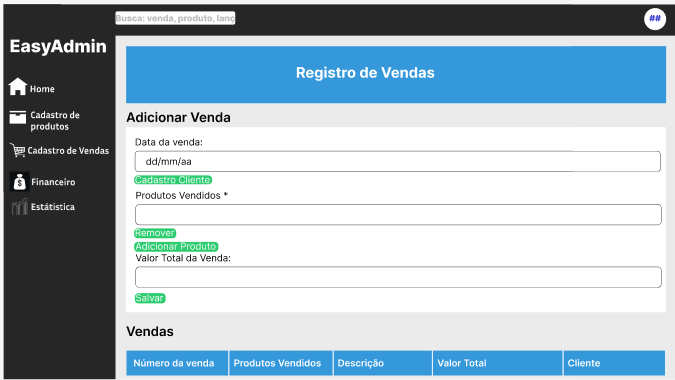 Busca: venda, produto, lanç
##
EasyAdmin
Home
Cadastro de
produtos
Cadastro de Vendas
$
Financeiro
Estátistica
Registro de Vendas
Adicionar Venda
Data da venda:
dd/mm/aa
Cadastro Cliente
Produtos Vendidos *
Remover
Adicionar Produto
Valor Total da Venda:
Salvar
Vendas
Número da venda Produtos Vendidos Descrição Valor Total Cliente